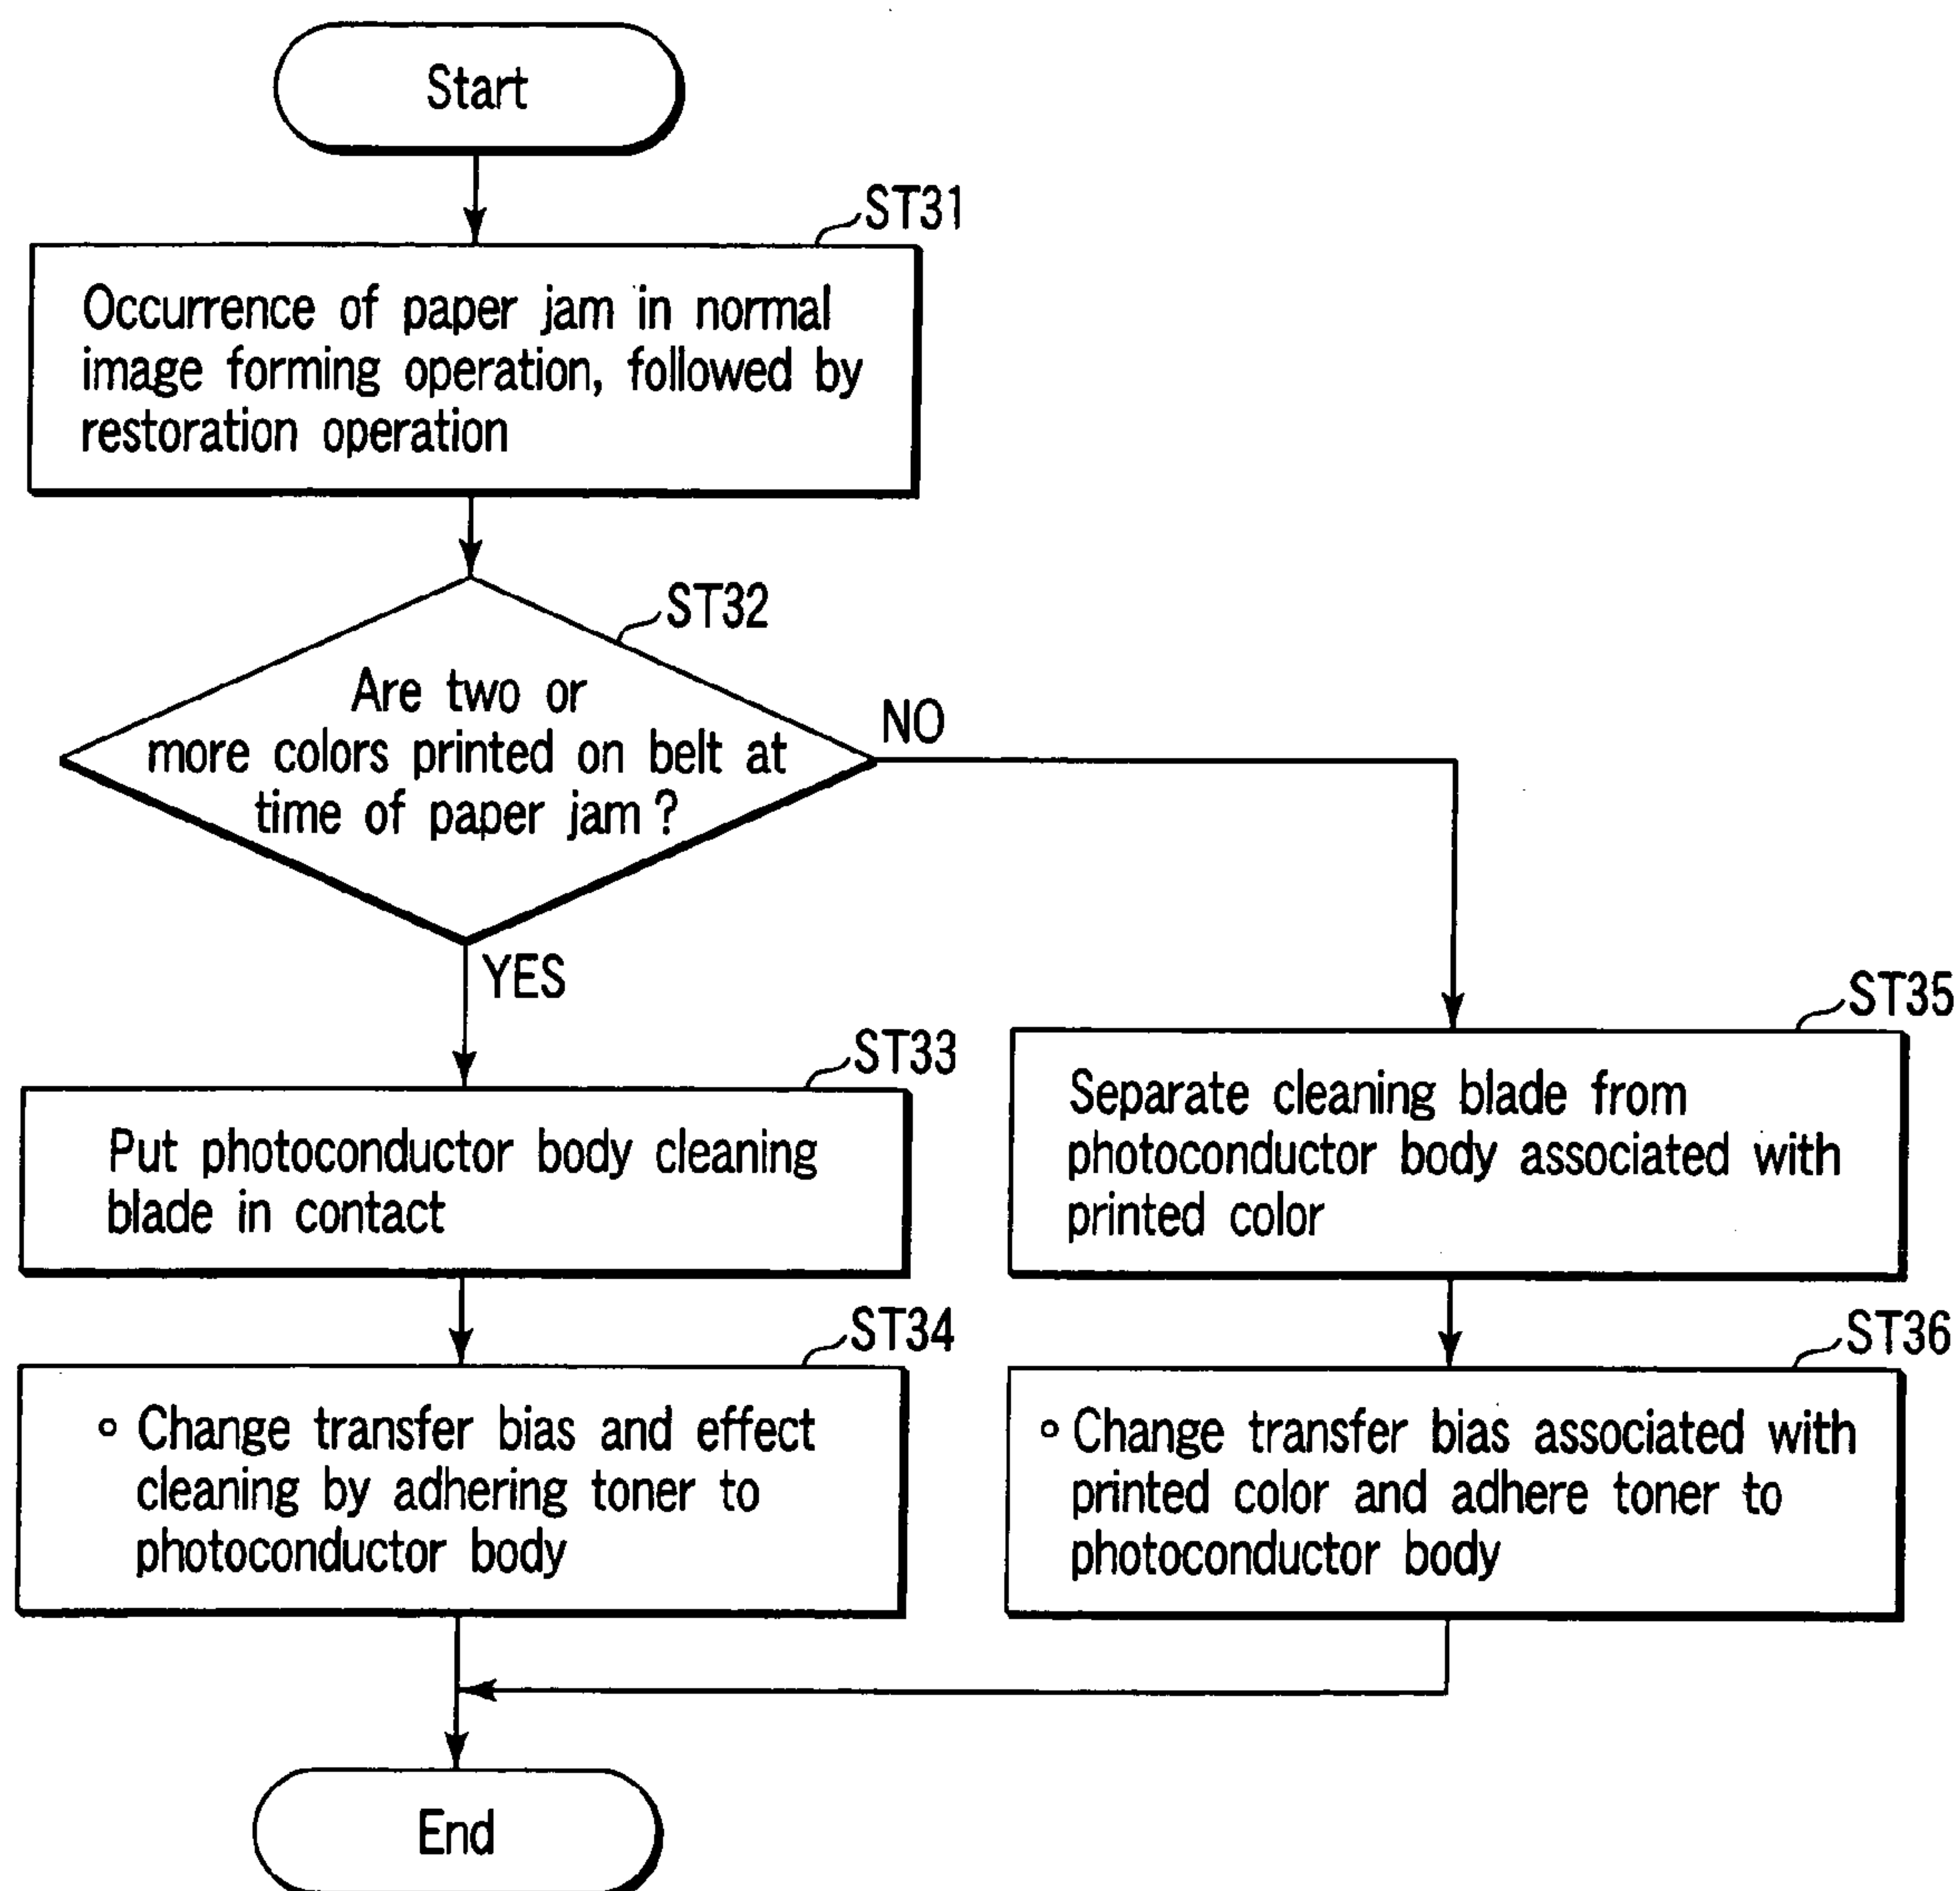 Start
ST31
Occurrence of paper jam in normal
image forming operation, followed by
restoration operation
ST32
Are two or
more colors printed on belt at
time of paper jam ?
NO
YES
ST33
Put photoconductor body cleaning
blade in contact
ST35
Separate cleaning blade from
photoconductor body associated with
printed color
ST34
∘ Change transfer bias and effect
cleaning by adhering toner to
photoconductor body
ST36
∘ Change transfer bias associated with
printed color and adhere toner to
photoconductor body
End